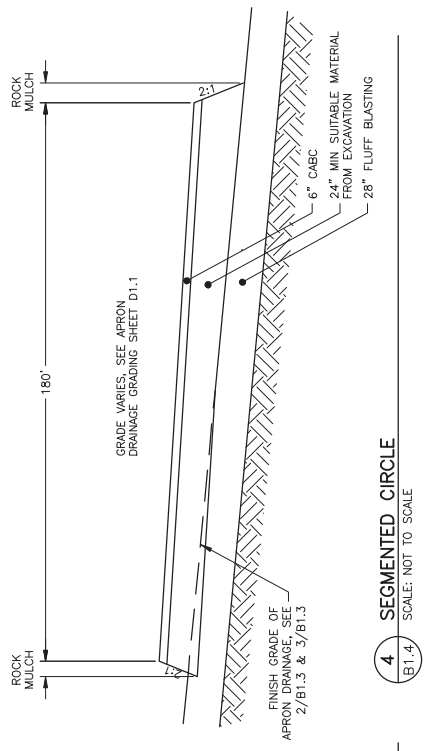 ROCK
MULCH
180'
ROCK
MULCH
GRADE VARIES, SEE APRON
DRAINAGE GRADING SHEET D1.1
2:1
2:1
6" CABC
24" MIN SUITABLE MATERIAL
FROM EXCAVATION
28" FLUFF BLASTING
FINISH GRADE OF
APRON DRAINAGE, SEE
2/B1.3 & 3/B1.3
4
B1.4
SEGMENTED CIRCLE
SCALE: NOT TO SCALE